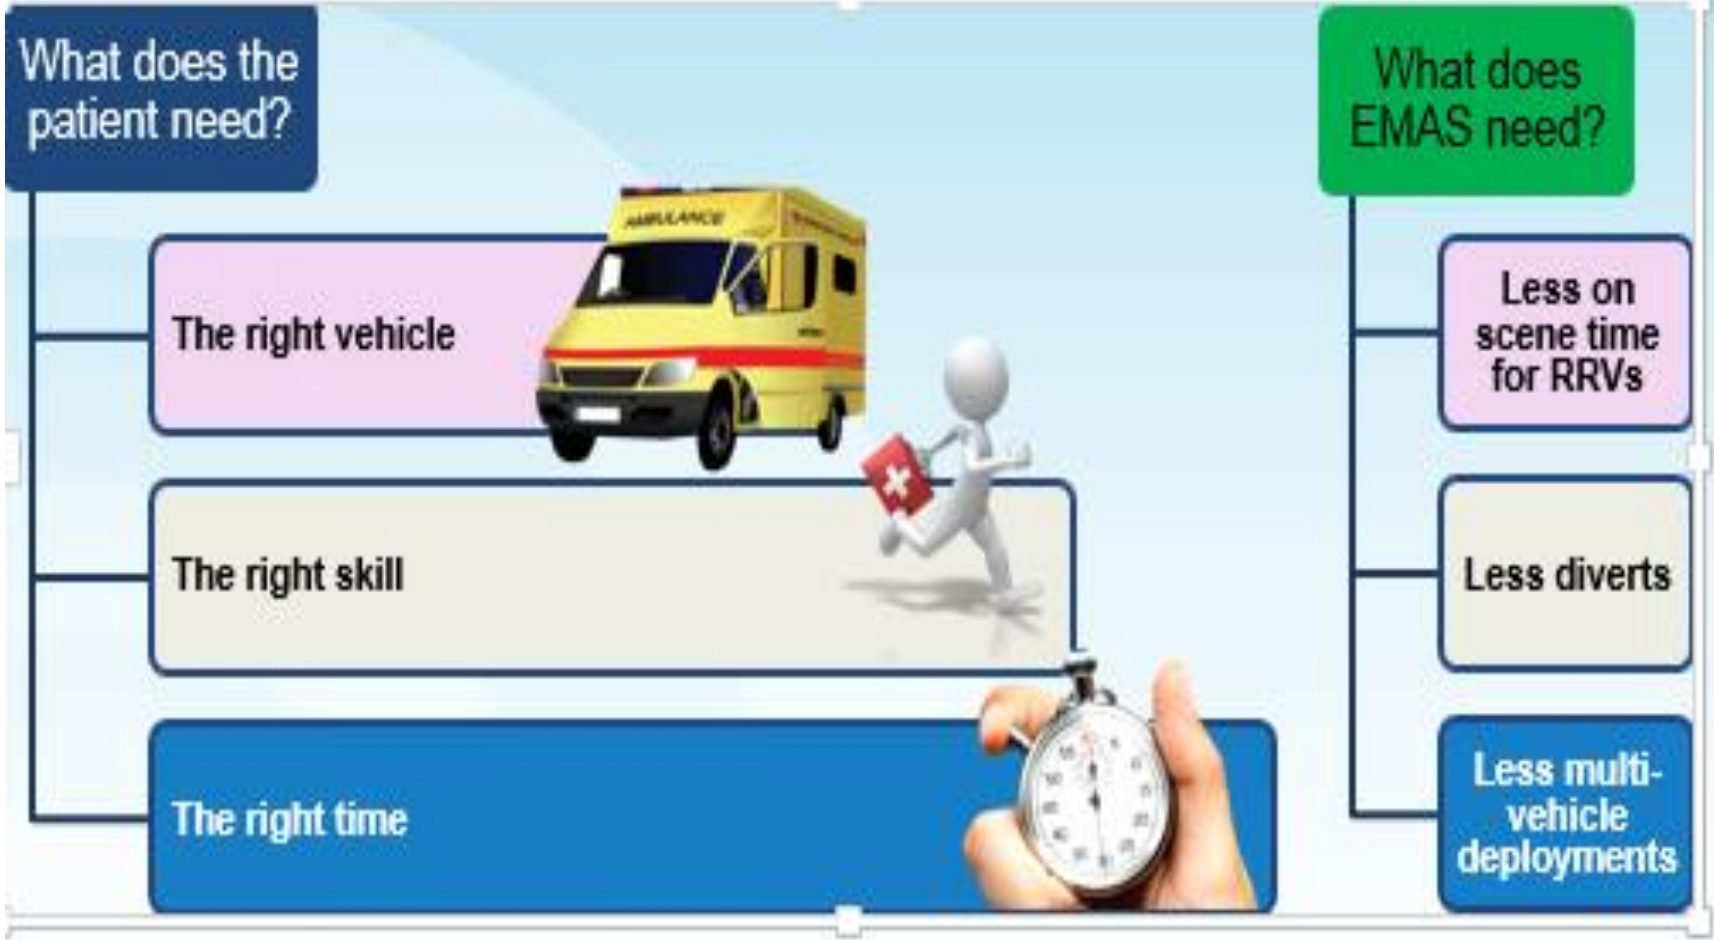 What does the
patient need?
The right vehicle
AMBULANCE
The right skill
The right time
What does
EMAS need?
Less on
scene time
for RRVs
Less diverts
Less multi-
vehicle
deployments